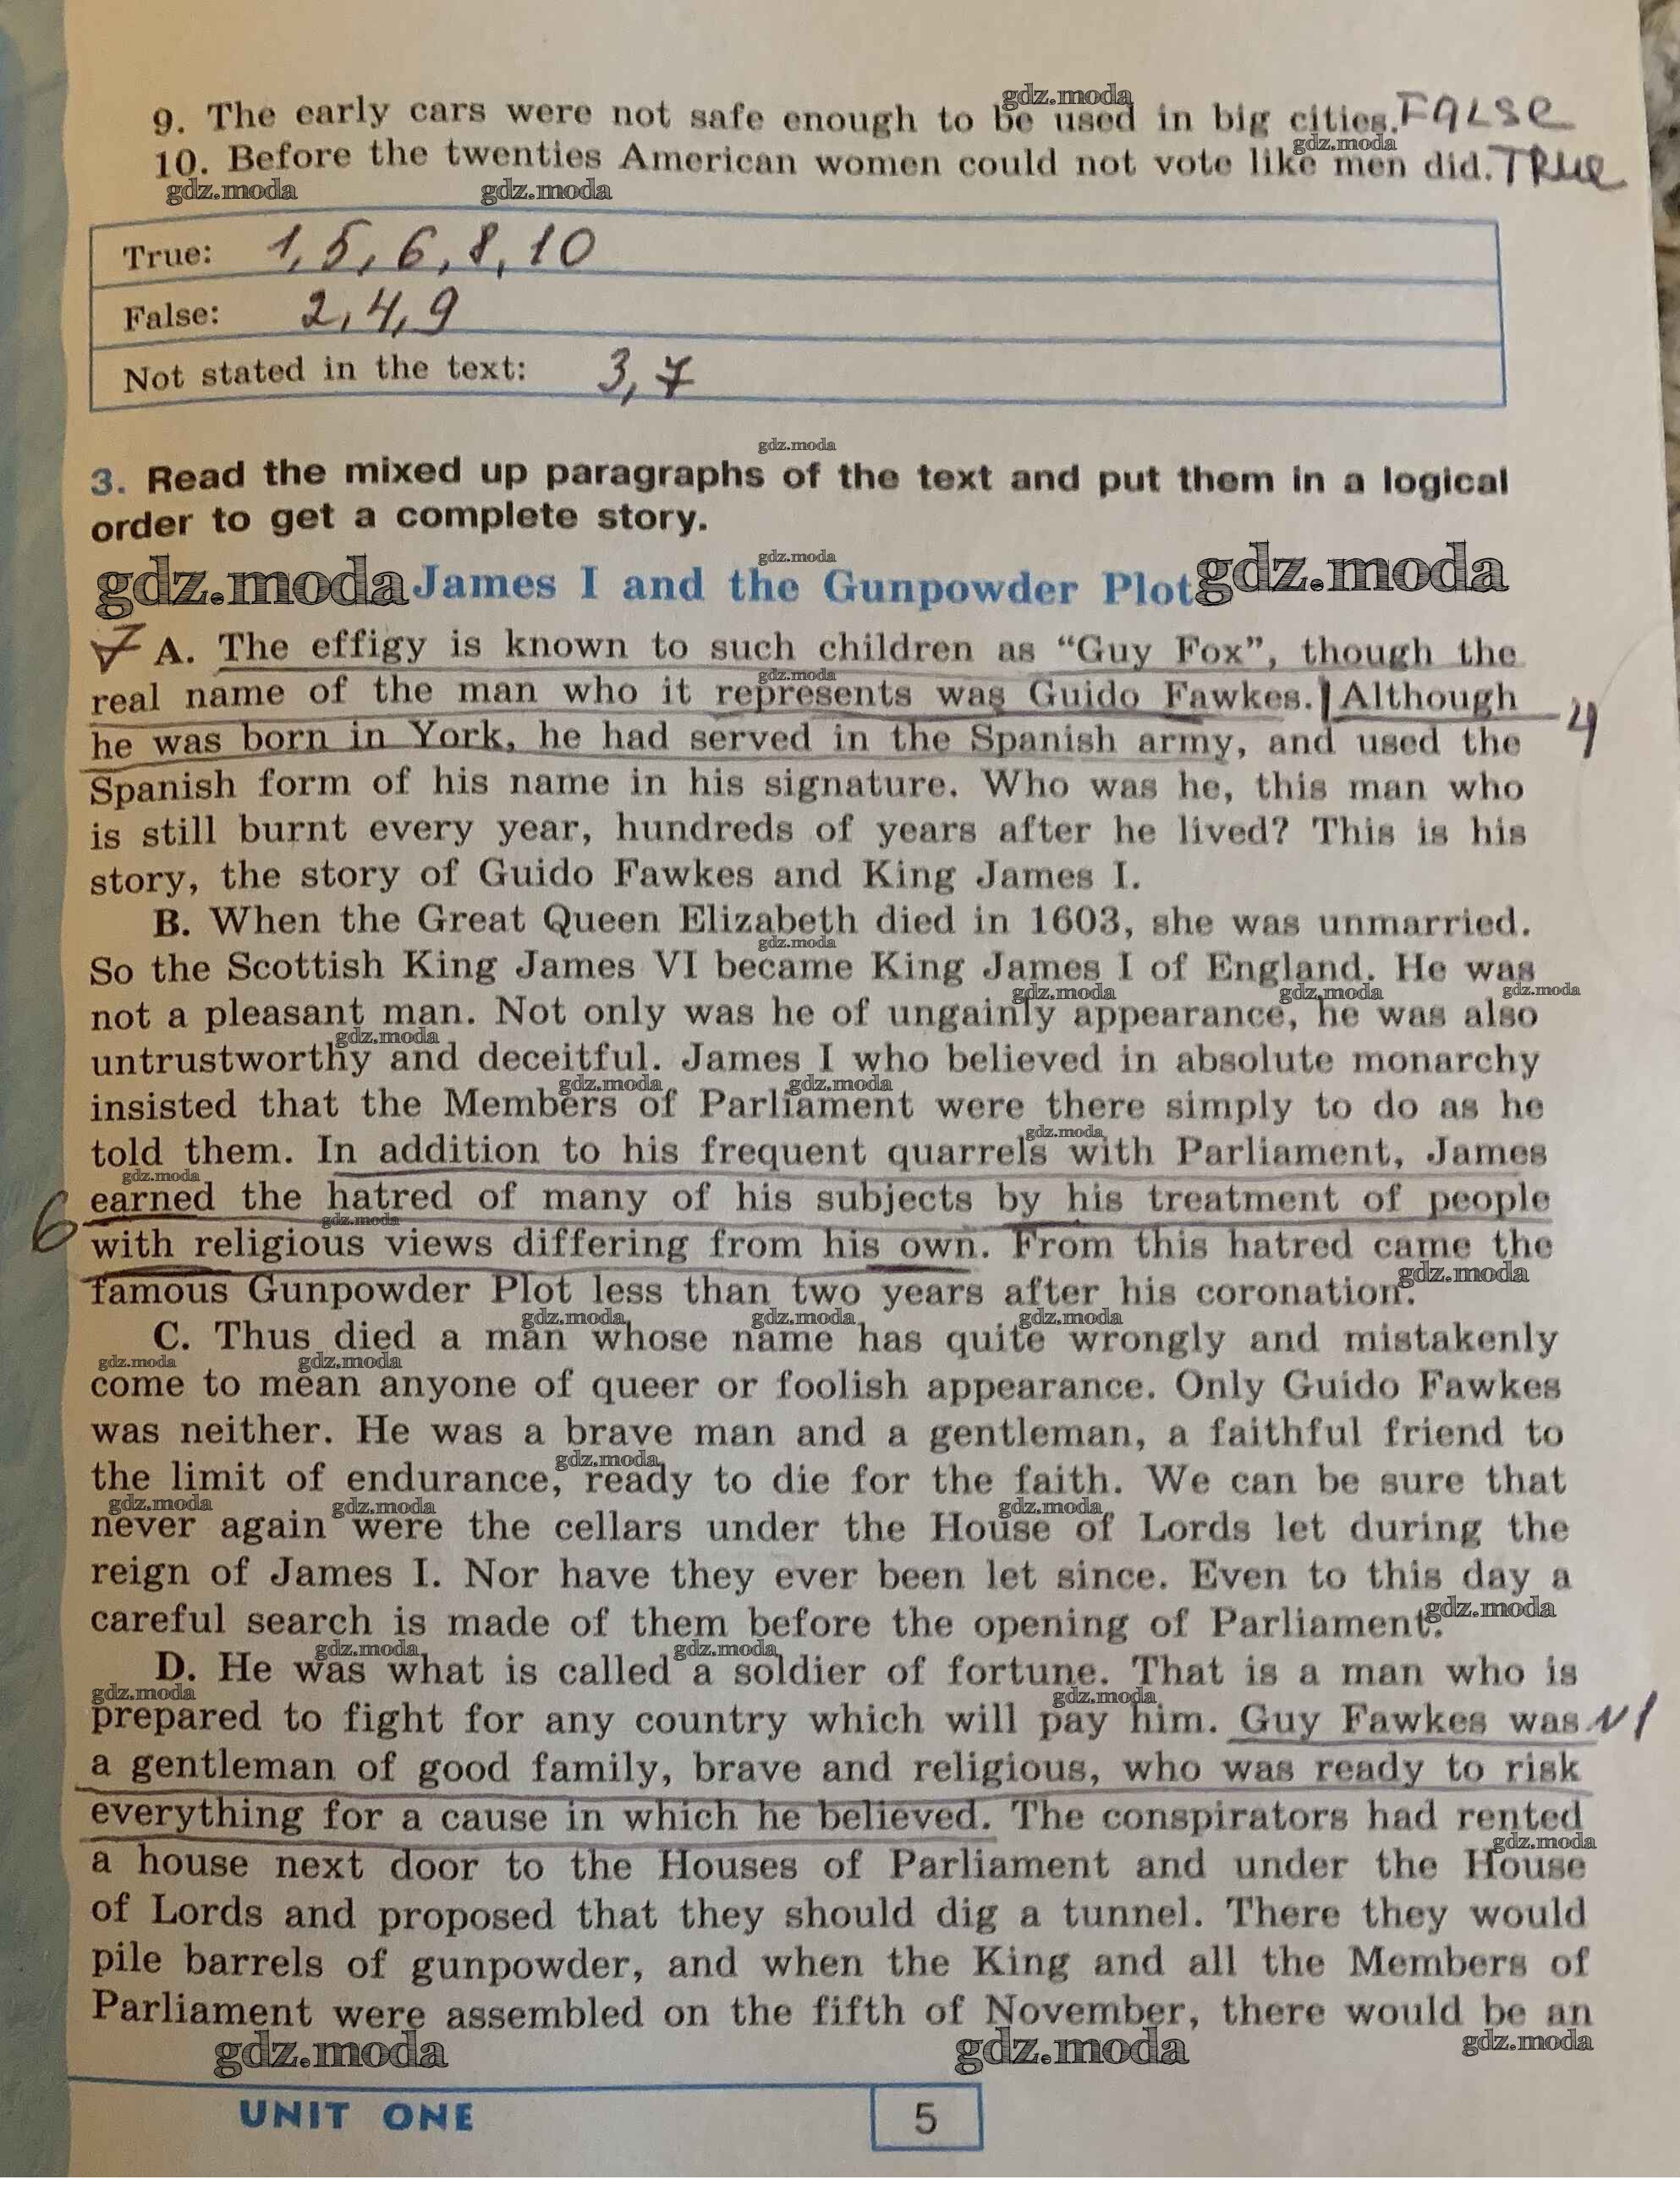 9. The early cars were not safe enough to be used in big cities. FALSe
10. Before the twenties American women could not vote like men did. TRUe
True: 1, 5, 6, 8, 10
False: 2, 4, 9
Not stated in the text: 3, 7
3. Read the mixed up paragraphs of the text and put them in a logical
order to get a complete story.
gdz.moda James I and the Gunpowder Plot gdz.moda
7 A. The effigy is known to such children as “Guy Fox”, though the
real name of the man who it represents was Guido Fawkes. Although 4
he was born in York, he had served in the Spanish army, and used the
Spanish form of his name in his signature. Who was he, this man who
is still burnt every year, hundreds of years after he lived? This is his
story, the story of Guido Fawkes and King James I.
B. When the Great Queen Elizabeth died in 1603, she was unmarried.
So the Scottish King James VI became King James I of England. He was
not a pleasant man. Not only was he of ungainly appearance, he was also
untrustworthy and deceitful. James I who believed in absolute monarchy
insisted that the Members of Parliament were there simply to do as he
told them. In addition to his frequent quarrels with Parliament, James
6 earned the hatred of many of his subjects by his treatment of people
with religious views differing from his own. From this hatred came the
famous Gunpowder Plot less than two years after his coronation.
C. Thus died a man whose name has quite wrongly and mistakenly
come to mean anyone of queer or foolish appearance. Only Guido Fawkes
was neither. He was a brave man and a gentleman, a faithful friend to
the limit of endurance, ready to die for the faith. We can be sure that
never again were the cellars under the House of Lords let during the
reign of James I. Nor have they ever been let since. Even to this day a
careful search is made of them before the opening of Parliament.
D. He was what is called a soldier of fortune. That is a man who is
prepared to fight for any country which will pay him. Guy Fawkes was N1
a gentleman of good family, brave and religious, who was ready to risk
everything for a cause in which he believed. The conspirators had rented
a house next door to the Houses of Parliament and under the House
of Lords and proposed that they should dig a tunnel. There they would
pile barrels of gunpowder, and when the King and all the Members of
Parliament were assembled on the fifth of November, there would be an
gdz.moda gdz.moda gdz.moda
UNIT ONE 5